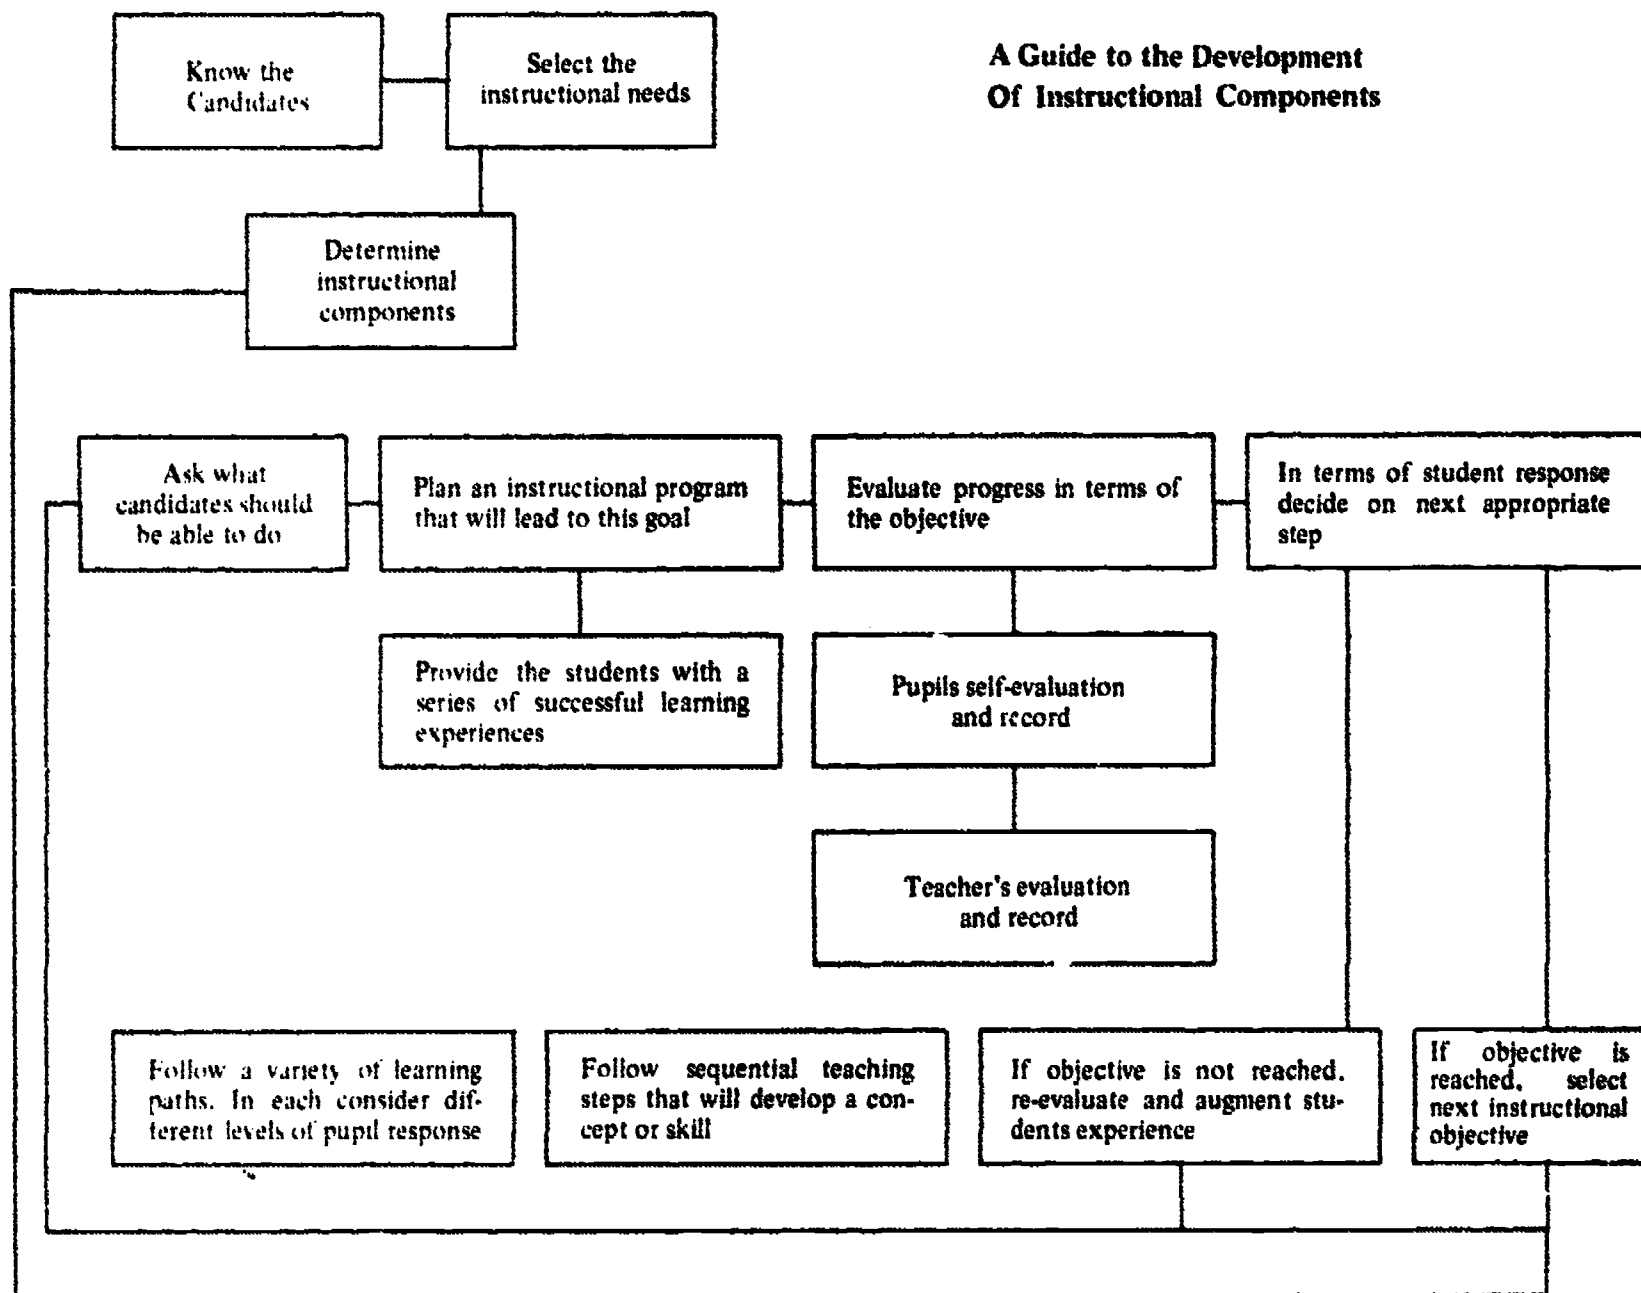 Know the
Candidates
Select the
instructional needs
A Guide to the Development
Of Instructional Components
Determine
instructional
components
Ask what
candidates should
be able to do
Plan an instructional program
that will lead to this goal
Evaluate progress in terms of
the objective
In terms of student response
decide on next appropriate
step
Provide the students with a
series of successful learning
experiences
Pupils self-evaluation
and record
Teacher's evaluation
and record
Follow a variety of learning
paths. In each consider dif-
ferent levels of pupil response
Follow sequential teaching
steps that will develop a con-
cept or skill
If objective is not reached,
re-evaluate and augment stu-
dents experience
If objective is
reached, select
next instructional
objective